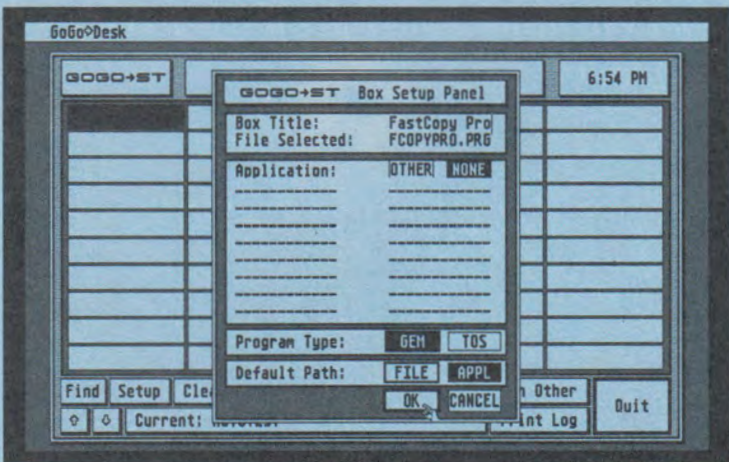 GoGo◇Desk
GOGO→ST
6:54 PM
GOGO→ST Box Setup Panel
Box Title: FastCopy Pro
File Selected: FCOPYPRO.PRG
Application: OTHER NONE
Program Type: GEM TOS
Default Path: FILE APPL
OK CANCEL
Find Setup Other
Quit
⇧ ⇩ Current: Log